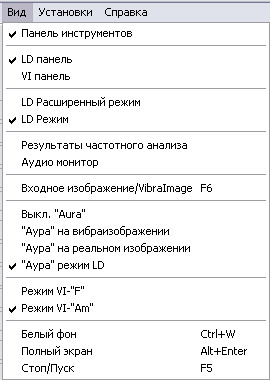 Вид Установки Справка
Панель инструментов
LD панель
VI панель
LD Расширенный режим
LD Режим
Результаты частотного анализа
Аудио монитор
Входное изображение/VibraImage F6
Выкл. "Aura"
"Аура" на вибраизображении
"Аура" на реальном изображении
"Аура" режим LD
Режим VI-"F"
Режим VI-"Am"
Белый фон Ctrl+W
Полный экран Alt+Enter
Стоп/Пуск F5